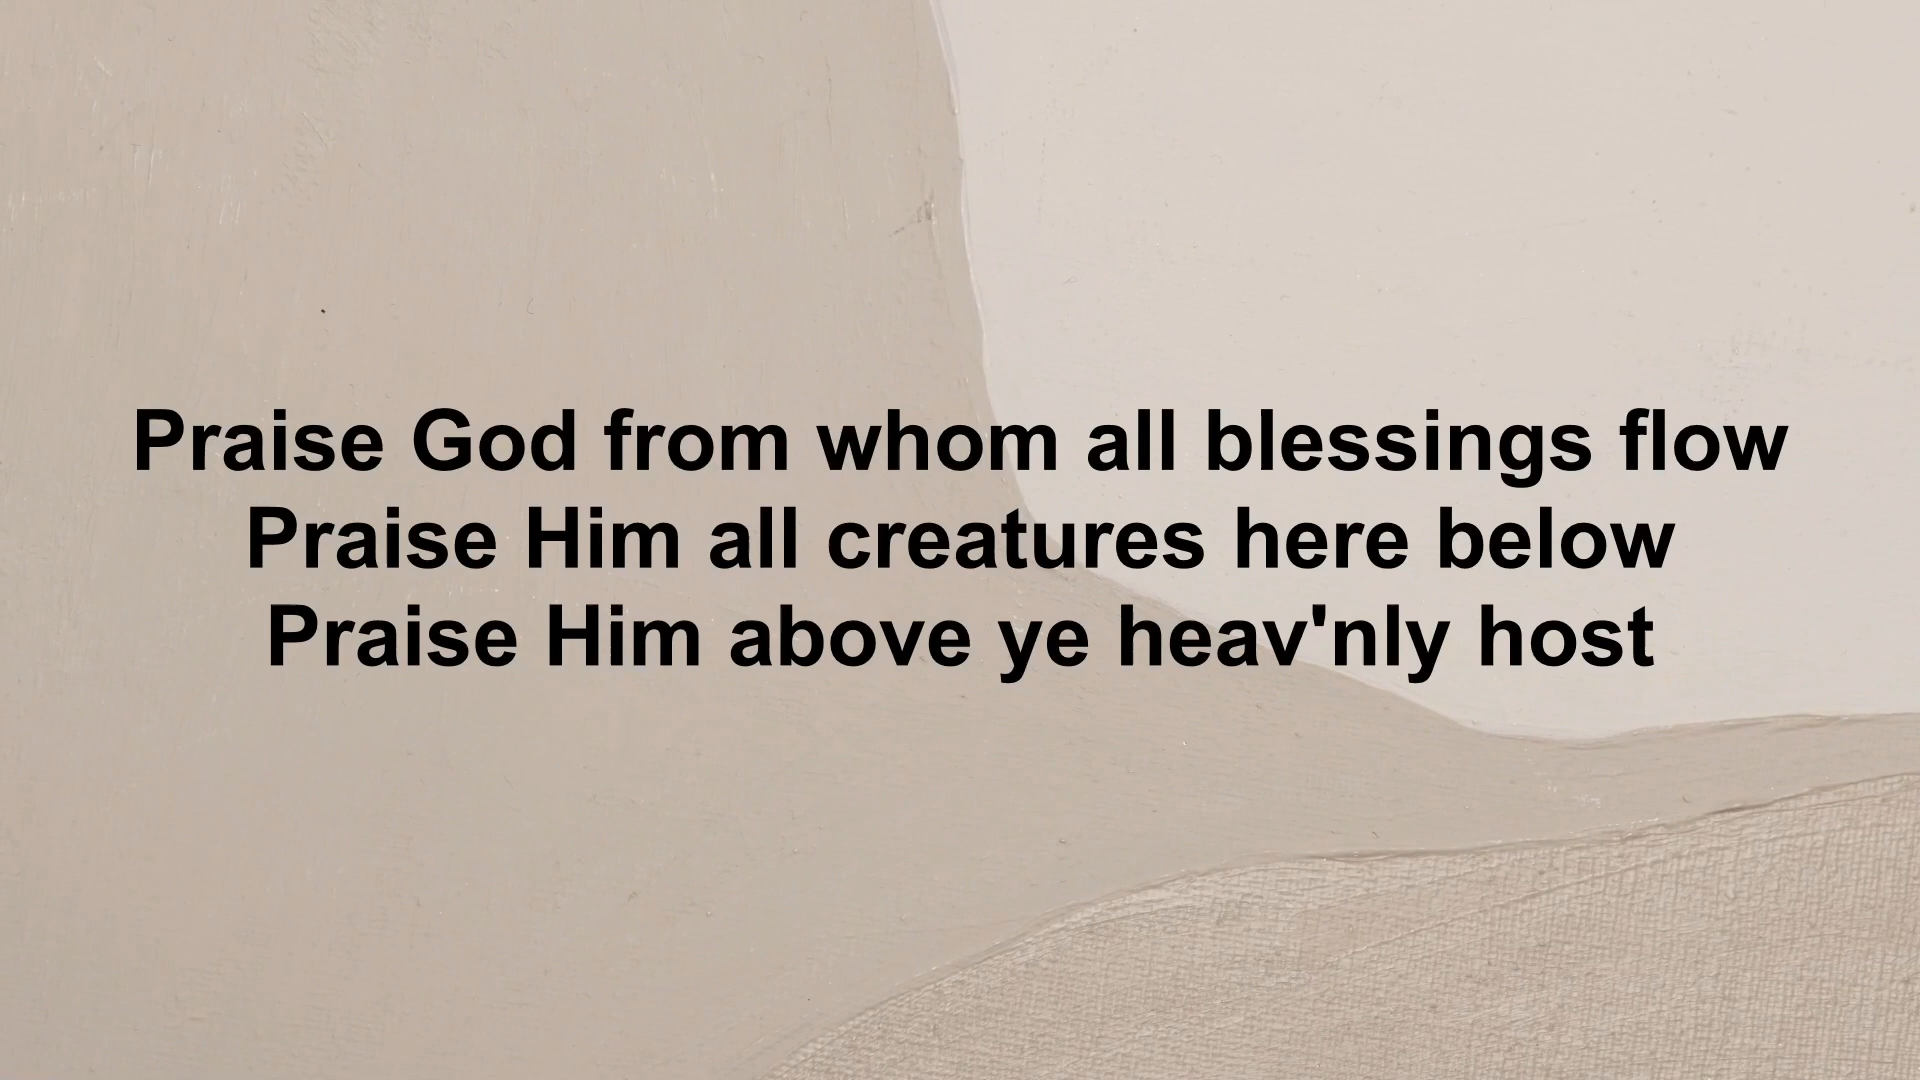 Praise God from whom all blessings flow
Praise Him all creatures here below
Praise Him above ye heav'nly host